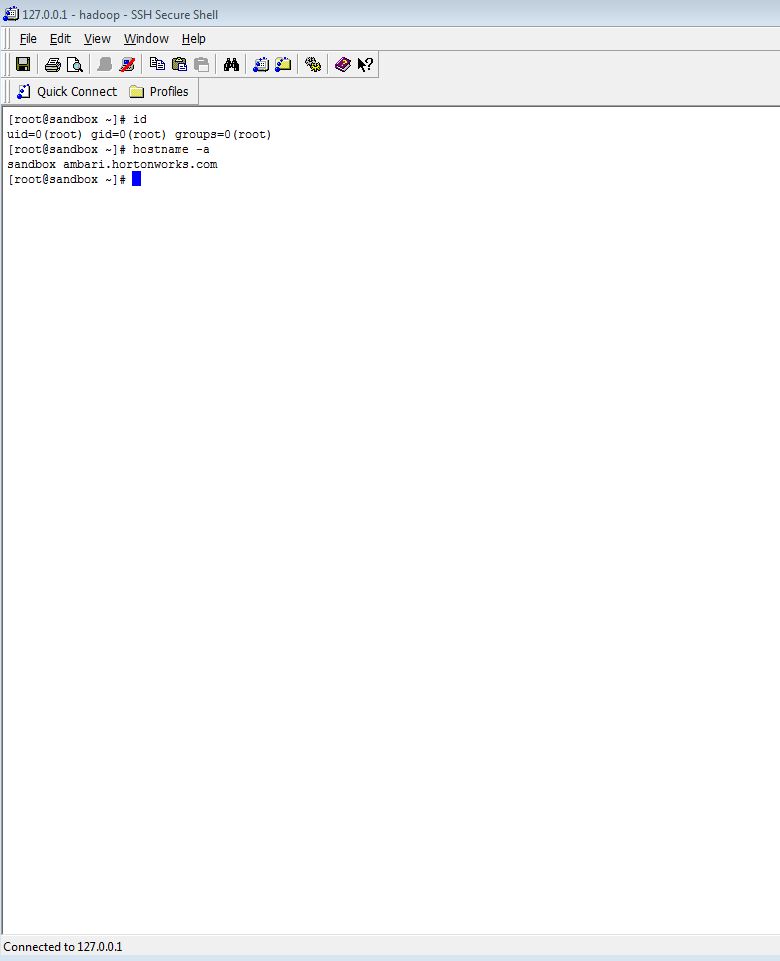 127.0.0.1 - hadoop - SSH Secure Shell
File Edit View Window Help
Quick Connect Profiles
[root@sandbox ~]# id
uid=0(root) gid=0(root) groups=0(root)
[root@sandbox ~]# hostname -a
sandbox ambari.hortonworks.com
[root@sandbox ~]#
Connected to 127.0.0.1